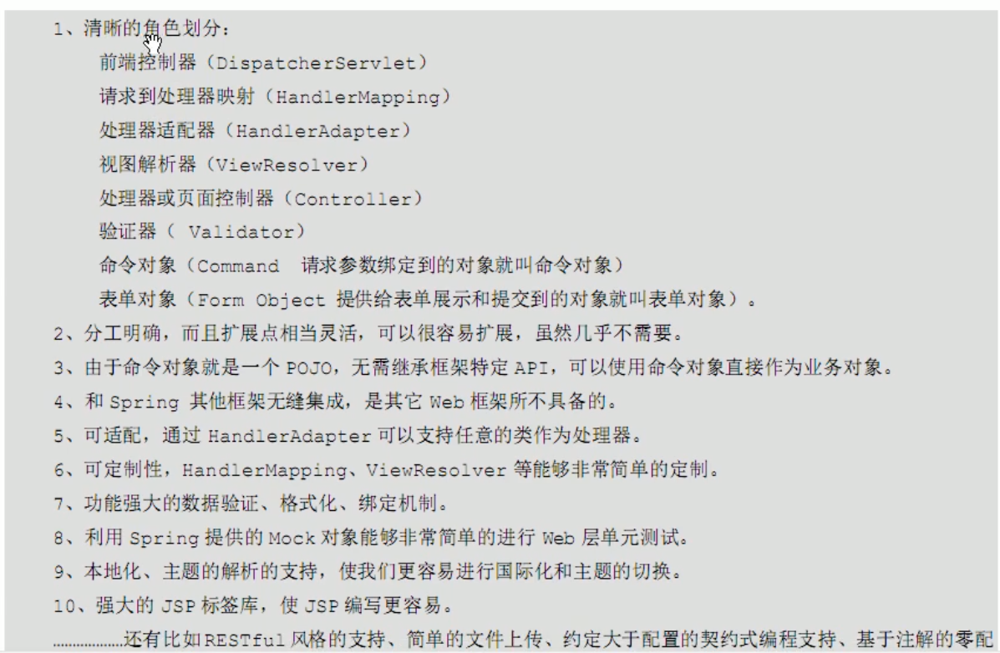 1、清晰的角色划分：
前端控制器（DispatcherServlet）
请求到处理器映射（HandlerMapping）
处理器适配器（HandlerAdapter）
视图解析器（ViewResolver）
处理器或页面控制器（Controller）
验证器（ Validator）
命令对象（Command 请求参数绑定到的对象就叫命令对象）
表单对象（Form Object 提供给表单展示和提交到的对象就叫表单对象）。
2、分工明确，而且扩展点相当灵活，可以很容易扩展，虽然几乎不需要。
3、由于命令对象就是一个 POJO，无需继承框架特定 API，可以使用命令对象直接作为业务对象。
4、和 Spring 其他框架无缝集成，是其它 Web 框架所不具备的。
5、可适配，通过 HandlerAdapter 可以支持任意的类作为处理器。
6、可定制性，HandlerMapping、ViewResolver 等能够非常简单的定制。
7、功能强大的数据验证、格式化、绑定机制。
8、利用 Spring 提供的 Mock 对象能够非常简单的进行 Web 层单元测试。
9、本地化、主题的解析的支持，使我们更容易进行国际化和主题的切换。
10、强大的 JSP 标签库，使 JSP 编写更容易。
………………还有比如RESTful 风格的支持、简单的文件上传、约定大于配置的契约式编程支持、基于注解的零配